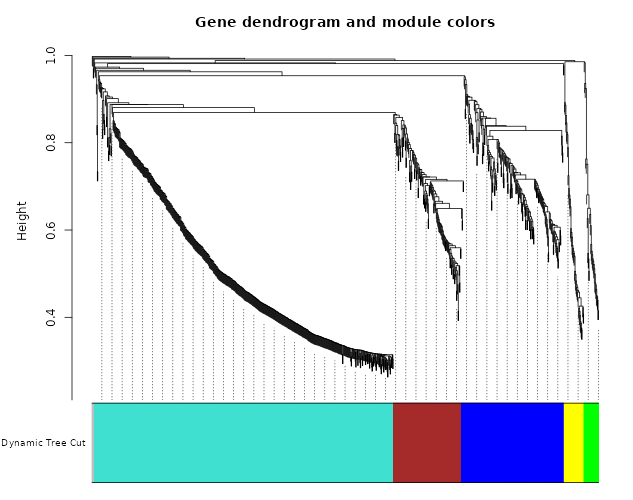 Gene dendrogram and module colors
1.0
0.8
0.6
0.4
Height
Dynamic Tree Cut